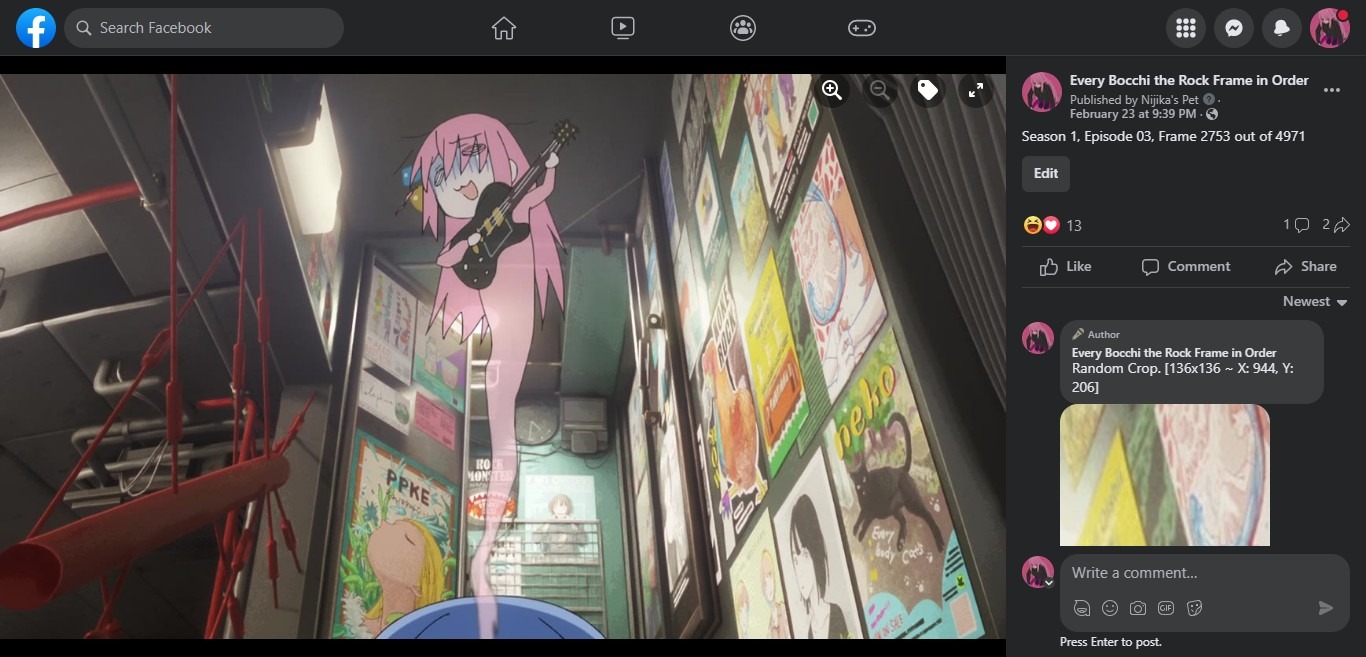 Search Facebook
Every Bocchi the Rock Frame in Order
Published by Nijika's Pet ·
February 23 at 9:39 PM ·
Season 1, Episode 03, Frame 2753 out of 4971
Edit
13
1
2
Like
Comment
Share
Newest
Author
Every Bocchi the Rock Frame in Order
Random Crop. [136x136 ~ X: 944, Y:
206]
Write a comment...
GIF
Press Enter to post.
PPKE
ROCK
MONSTER
neko
Every
body
Cats